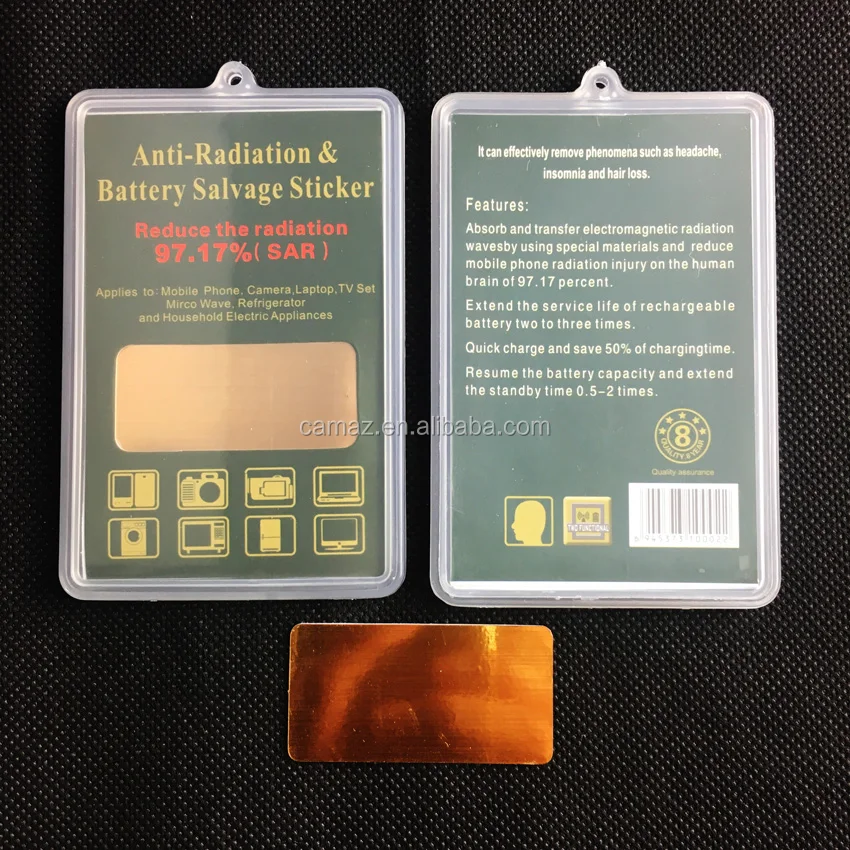 Anti-Radiation &
Battery Salvage Sticker
Reduce the radiation
97.17%( SAR )
Applies to: Mobile Phone, Camera,Laptop,TV Set
Mirco Wave, Refrigerator
and Household Electric Appliances
It can effectively remove phenomena such as headache,
insomnia and hair loss.
Features:
Absorb and transfer electromagnetic radiation
wavesby using special materials and reduce
mobile phone radiation injury on the human
brain of 97.17 percent.
Extend the service life of rechargeable
battery two to three times.
Quick charge and save 50% of chargingtime.
Resume the battery capacity and extend
the standby time 0.5-2 times.
8
QUALITY 8 YEAR
Quality assurance
TWO FUNCTIONAL
camaz.en.alibaba.com